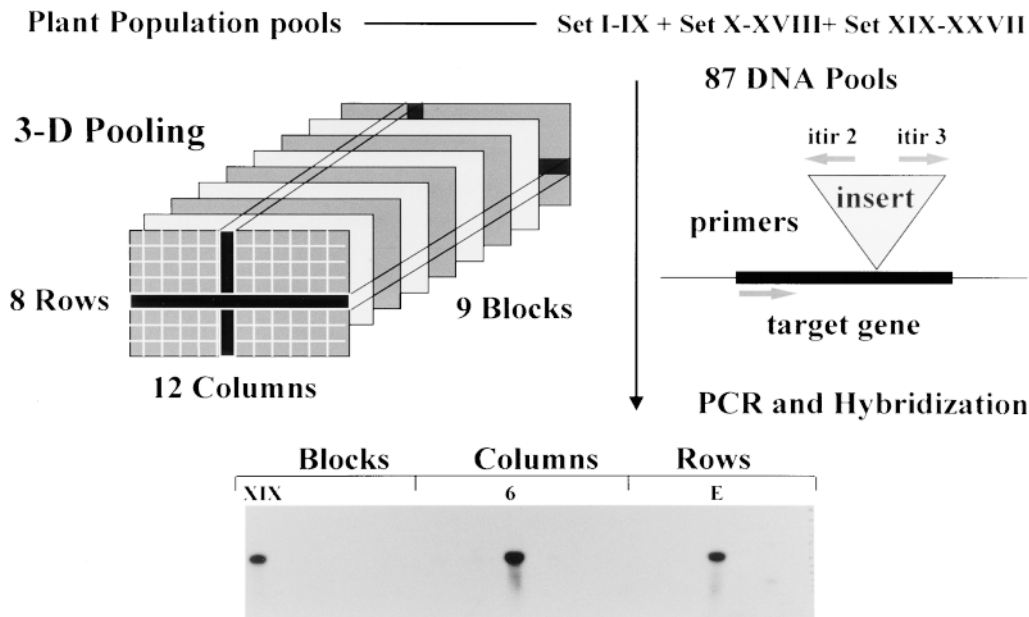 Plant Population pools
Set I-IX + Set X-XVIII+ Set XIX-XXVII
87 DNA Pools
3-D Pooling
itir 2
itir 3
insert
primers
8 Rows
9 Blocks
target gene
12 Columns
PCR and Hybridization
Blocks
Columns
Rows
XIX
6
E